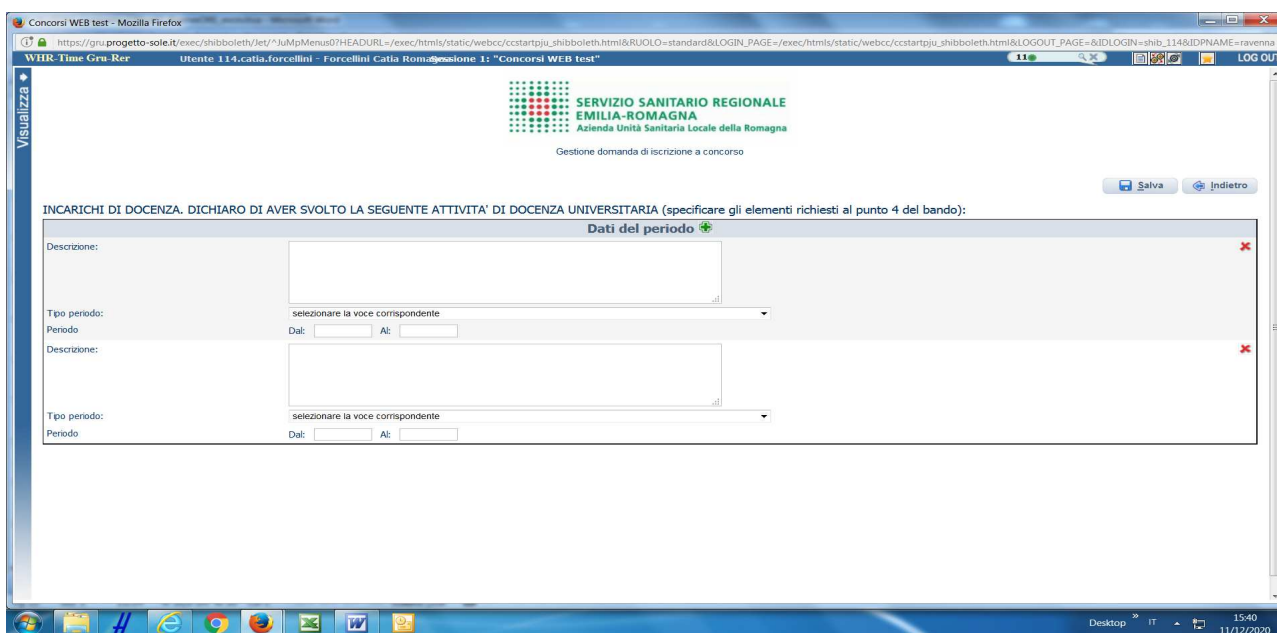 Concorsi WEB test - Mozilla Firefox
https://gru.progetto-sole.it/exec/shibboleth/Jet/^JuMpMenus0?HEADURL=/exec/htmls/static/webcc/ccstartpju_shibboleth.html&RUOLO=standard&LOGIN_PAGE=/exec/htmls/static/webcc/ccstartpju_shibboleth.html&LOGOUT_PAGE=&IDLOGIN=shib_114&IDPNAME=ravenna
WHR-Time Gru-Rer Utente 114.catia.forcellini - Forcellini Catia Sessione 1: "Concorsi WEB test" 11 LOG OU
Visualizza
SERVIZIO SANITARIO REGIONALE
EMILIA-ROMAGNA
Azienda Unità Sanitaria Locale della Romagna
Gestione domanda di iscrizione a concorso
Salva Indietro
INCARICHI DI DOCENZA. DICHIARO DI AVER SVOLTO LA SEGUENTE ATTIVITA' DI DOCENZA UNIVERSITARIA (specificare gli elementi richiesti al punto 4 del bando):
Dati del periodo
Descrizione:
Tipo periodo: selezionare la voce corrispondente
Periodo Dal: Al:
Descrizione:
Tipo periodo: selezionare la voce corrispondente
Periodo Dal: Al:
Desktop » IT 15:40
11/12/2020